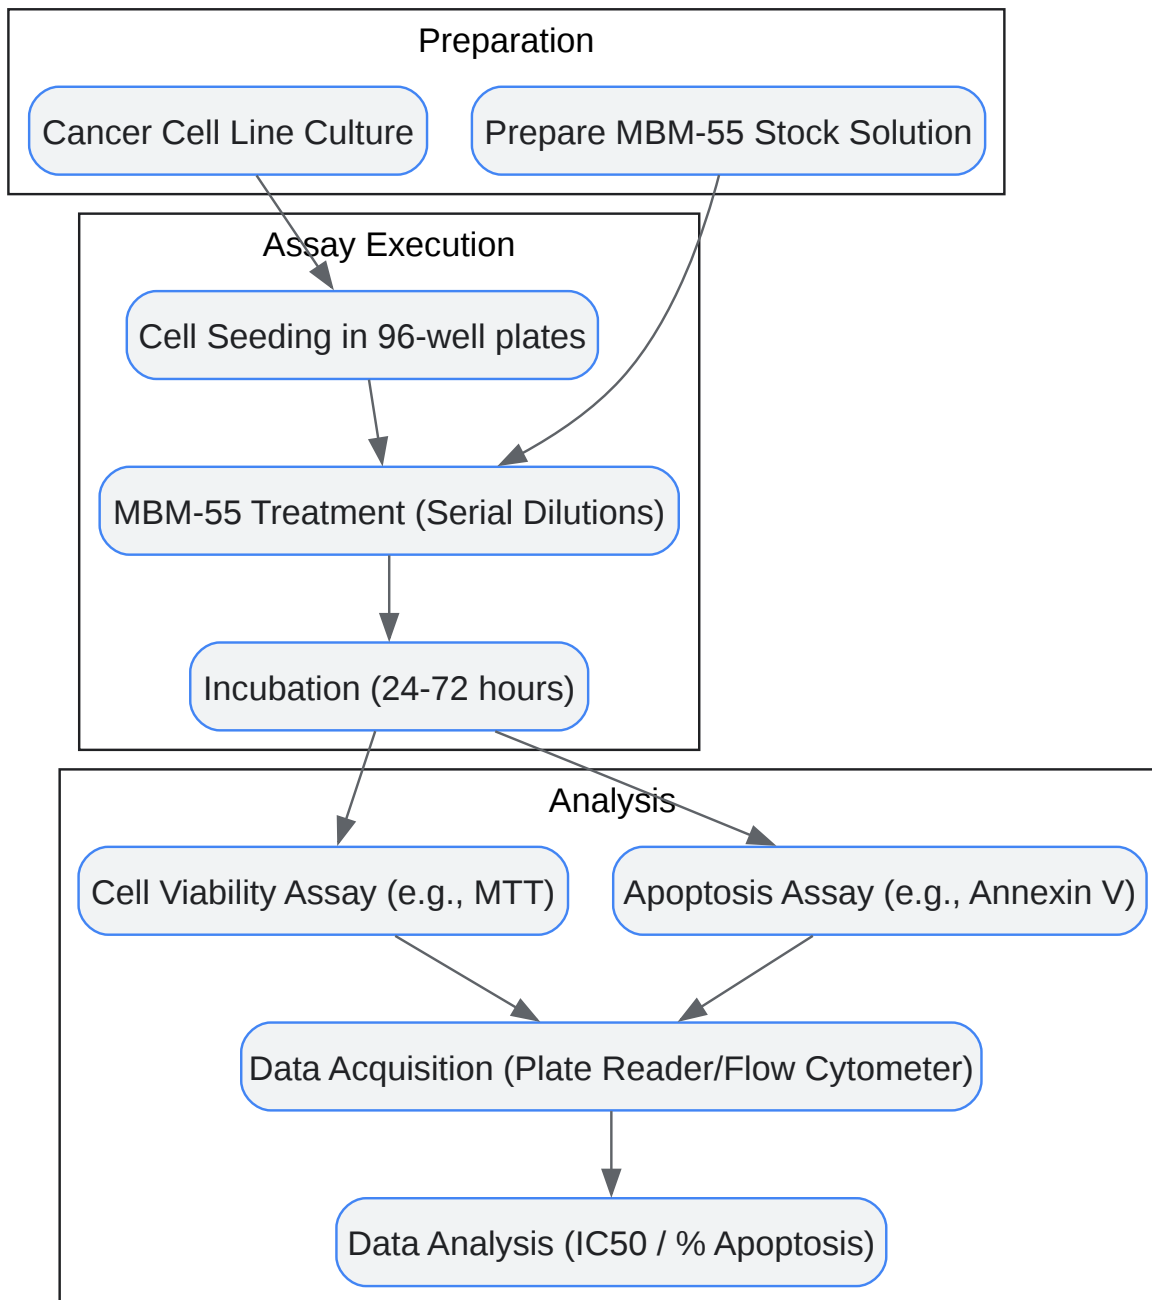 Preparation
Cancer Cell Line Culture
Prepare MBM-55 Stock Solution
Assay Execution
Cell Seeding in 96-well plates
MBM-55 Treatment (Serial Dilutions)
Incubation (24-72 hours)
Analysis
Cell Viability Assay (e.g., MTT)
Apoptosis Assay (e.g., Annexin V)
Data Acquisition (Plate Reader/Flow Cytometer)
Data Analysis (IC50 / % Apoptosis)